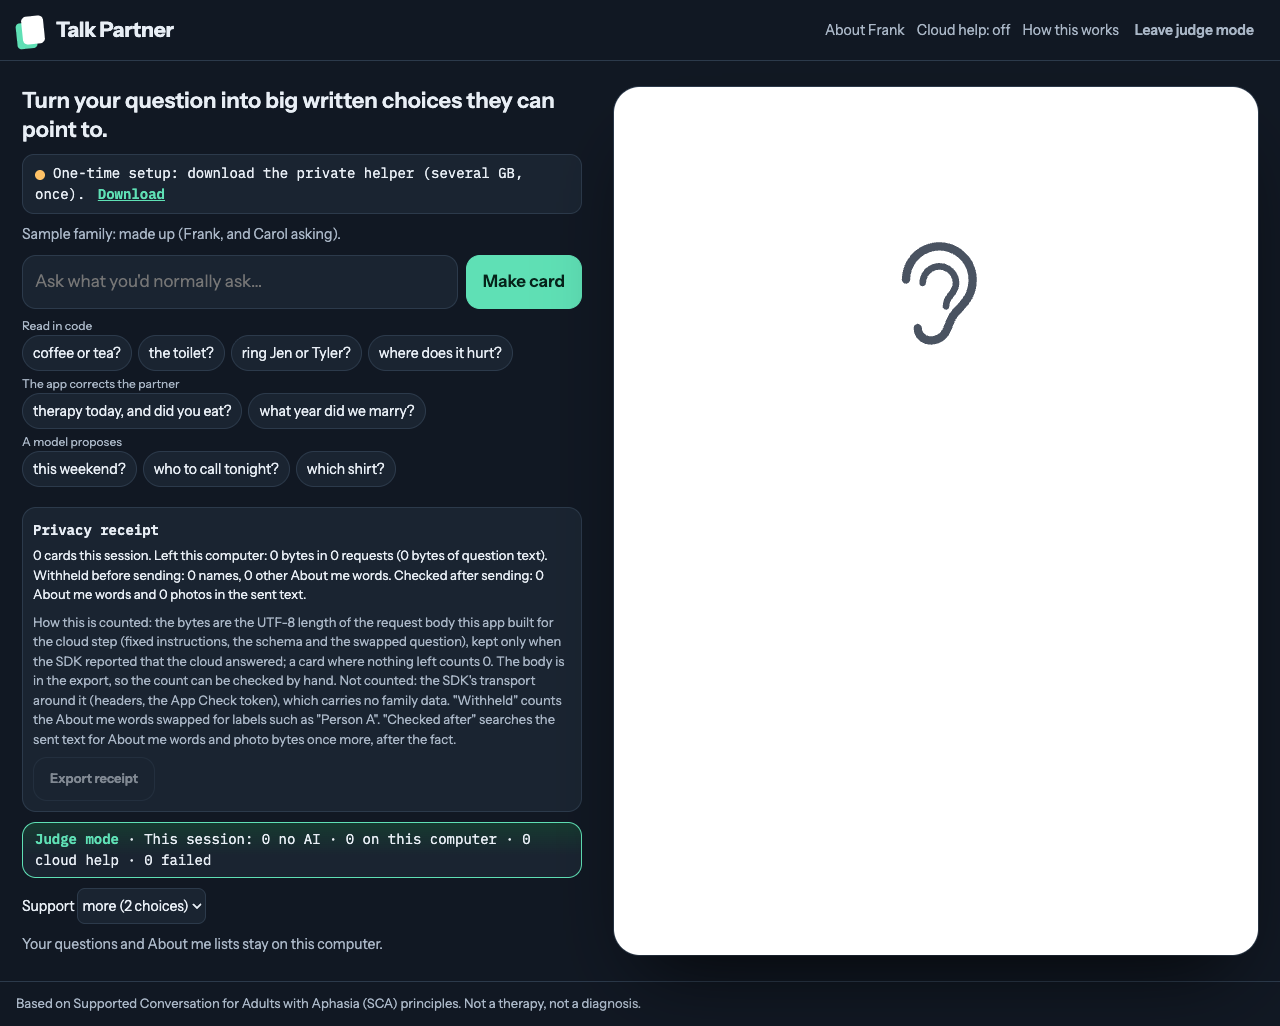 Talk Partner
About Frank
Cloud help: off
How this works
Leave judge mode
Turn your question into big written choices they can
point to.
One-time setup: download the private helper (several GB,
once). Download
Sample family: made up (Frank, and Carol asking).
Ask what you'd normally ask...
Make card
Read in code
coffee or tea?
the toilet?
ring Jen or Tyler?
where does it hurt?
The app corrects the partner
therapy today, and did you eat?
what year did we marry?
A model proposes
this weekend?
who to call tonight?
which shirt?
Privacy receipt
0 cards this session. Left this computer: 0 bytes in 0 requests (0 bytes of question text).
Withheld before sending: 0 names, 0 other About me words. Checked after sending: 0
About me words and 0 photos in the sent text.
How this is counted: the bytes are the UTF-8 length of the request body this app built for
the cloud step (fixed instructions, the schema and the swapped question), kept only when
the SDK reported that the cloud answered; a card where nothing left counts 0. The body is
in the export, so the count can be checked by hand. Not counted: the SDK's transport
around it (headers, the App Check token), which carries no family data. "Withheld" counts
the About me words swapped for labels such as "Person A". "Checked after" searches the
sent text for About me words and photo bytes once more, after the fact.
Export receipt
Judge mode · This session: 0 no AI · 0 on this computer · 0
cloud help · 0 failed
Support more (2 choices)
Your questions and About me lists stay on this computer.
Based on Supported Conversation for Adults with Aphasia (SCA) principles. Not a therapy, not a diagnosis.